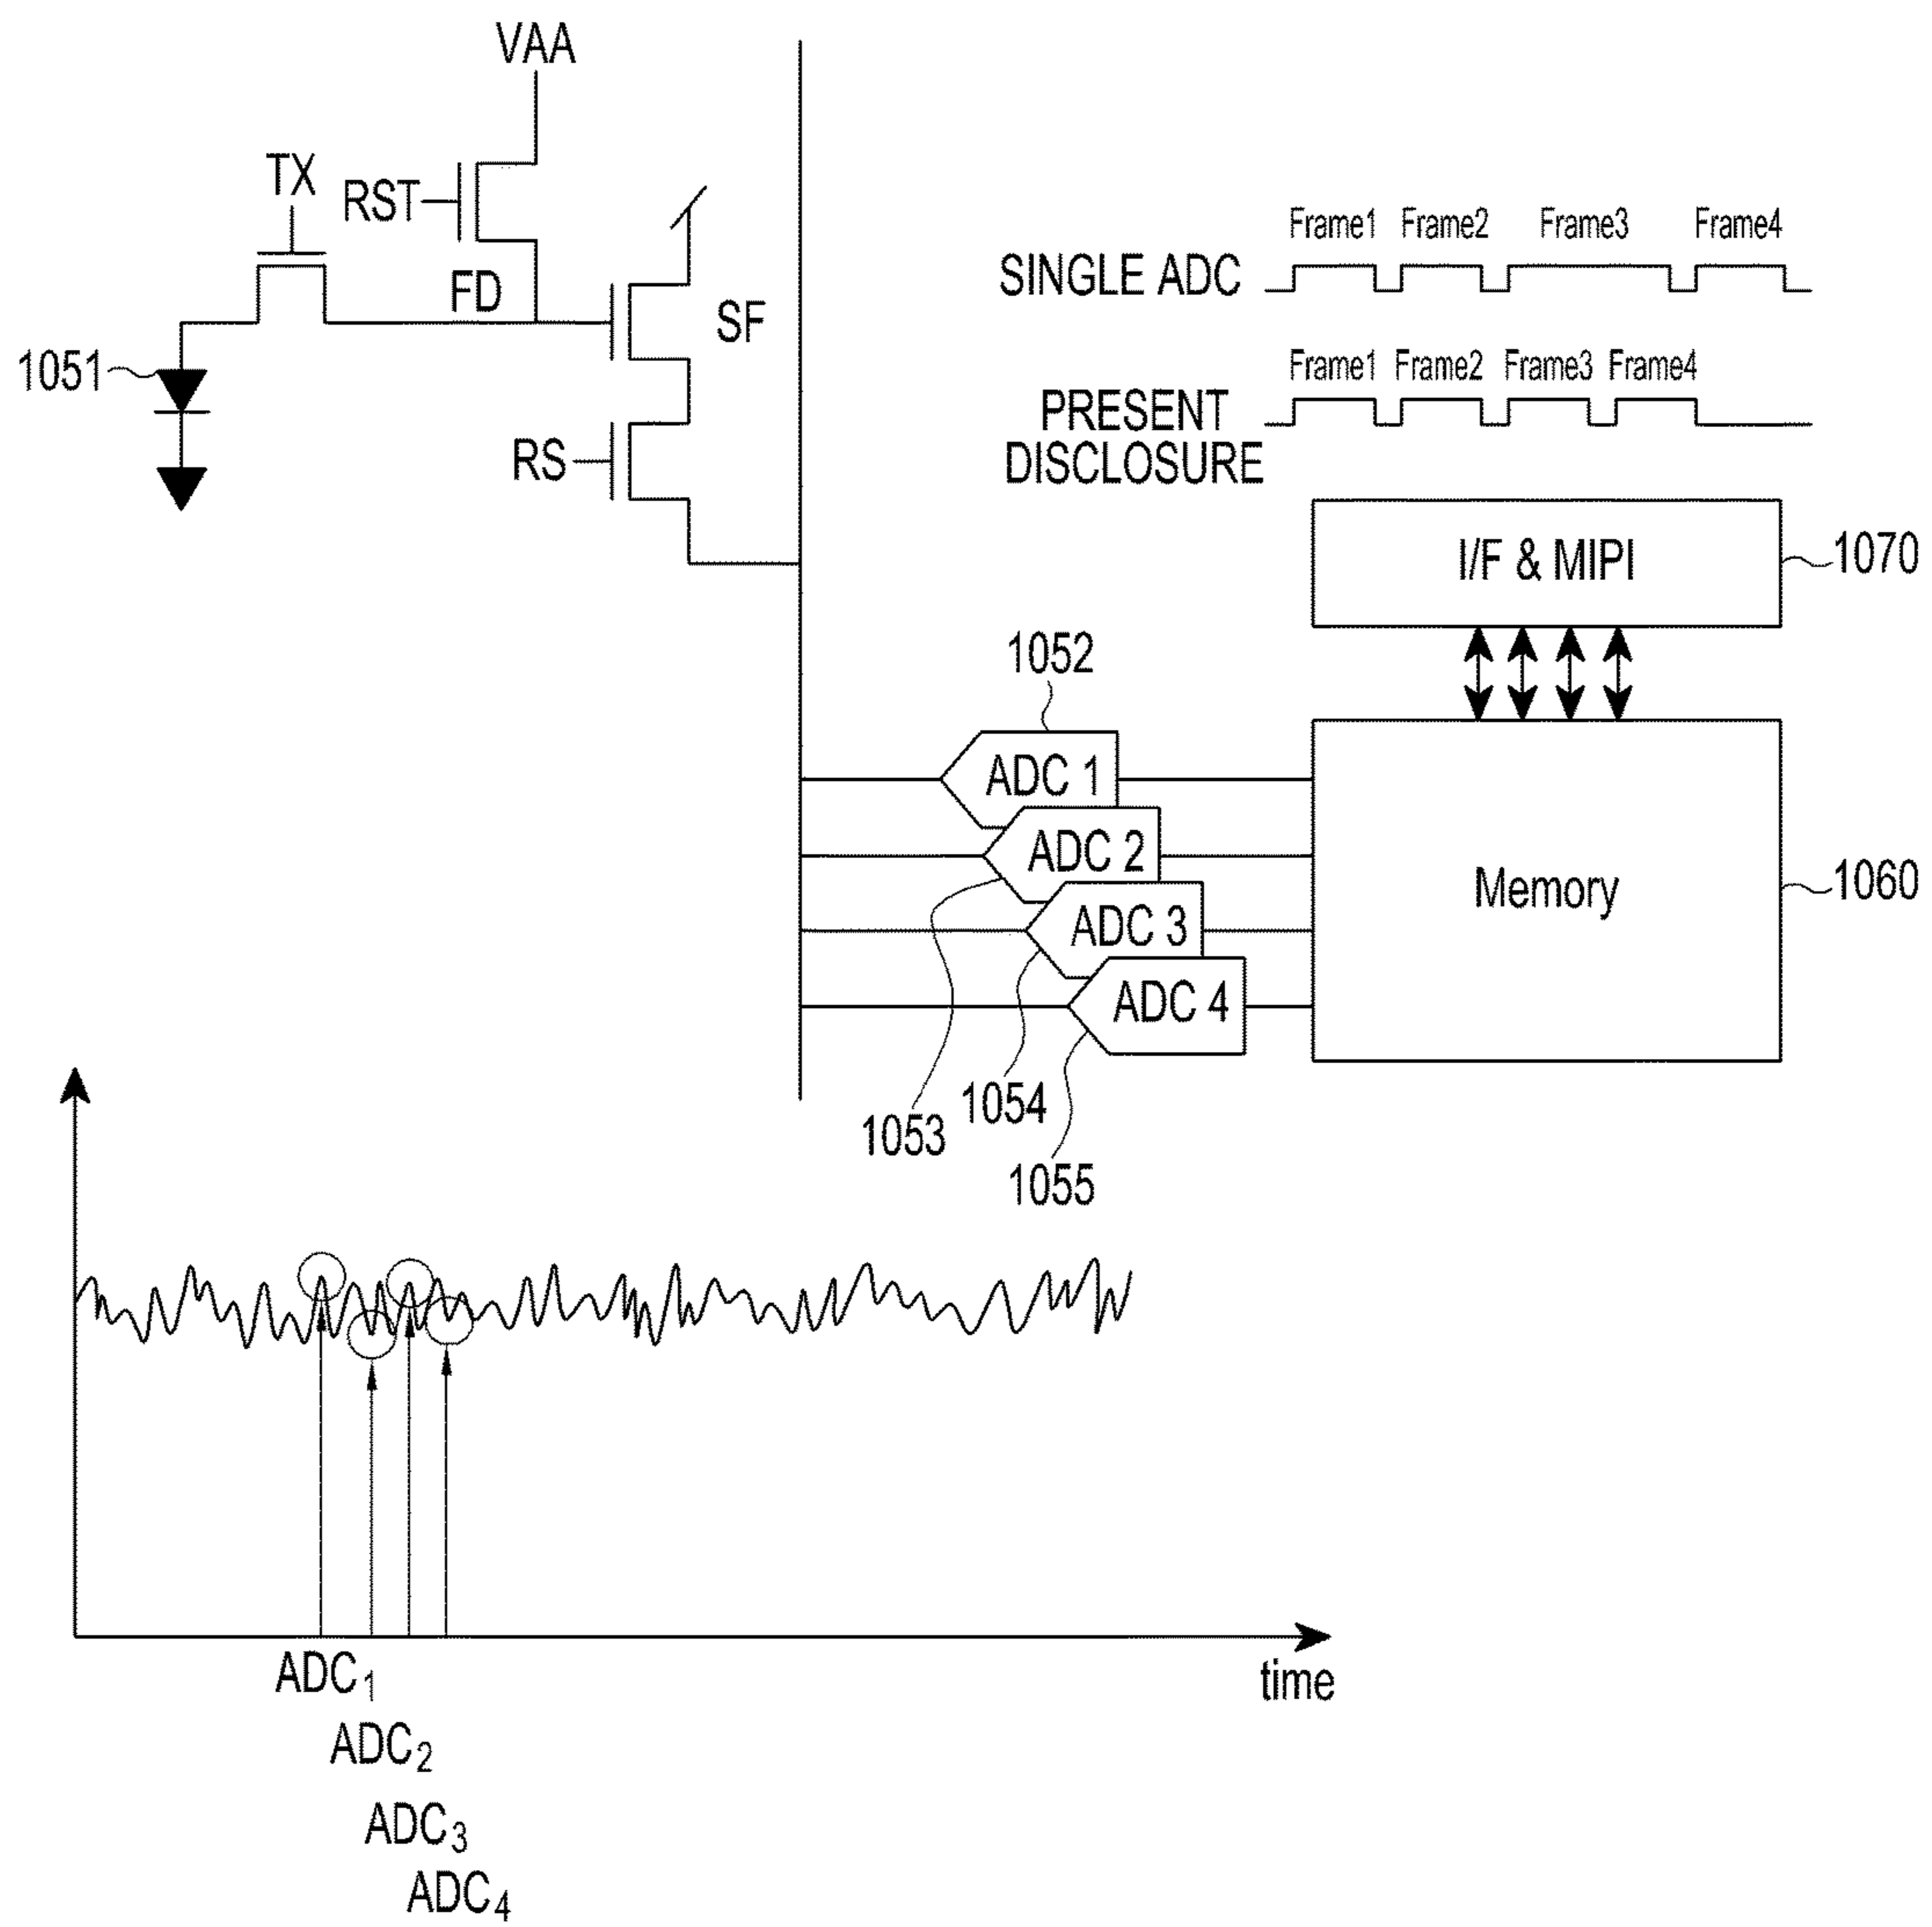 VAA
TX
RST
FD
SF
1051
RS
Frame1 Frame2 Frame3 Frame4
SINGLE ADC
Frame1 Frame2 Frame3 Frame4
PRESENT
DISCLOSURE
I/F & MIPI
1070
1052
ADC 1
ADC 2
ADC 3
ADC 4
Memory
1060
1053
1054
1055
time
ADC1
ADC2
ADC3
ADC4